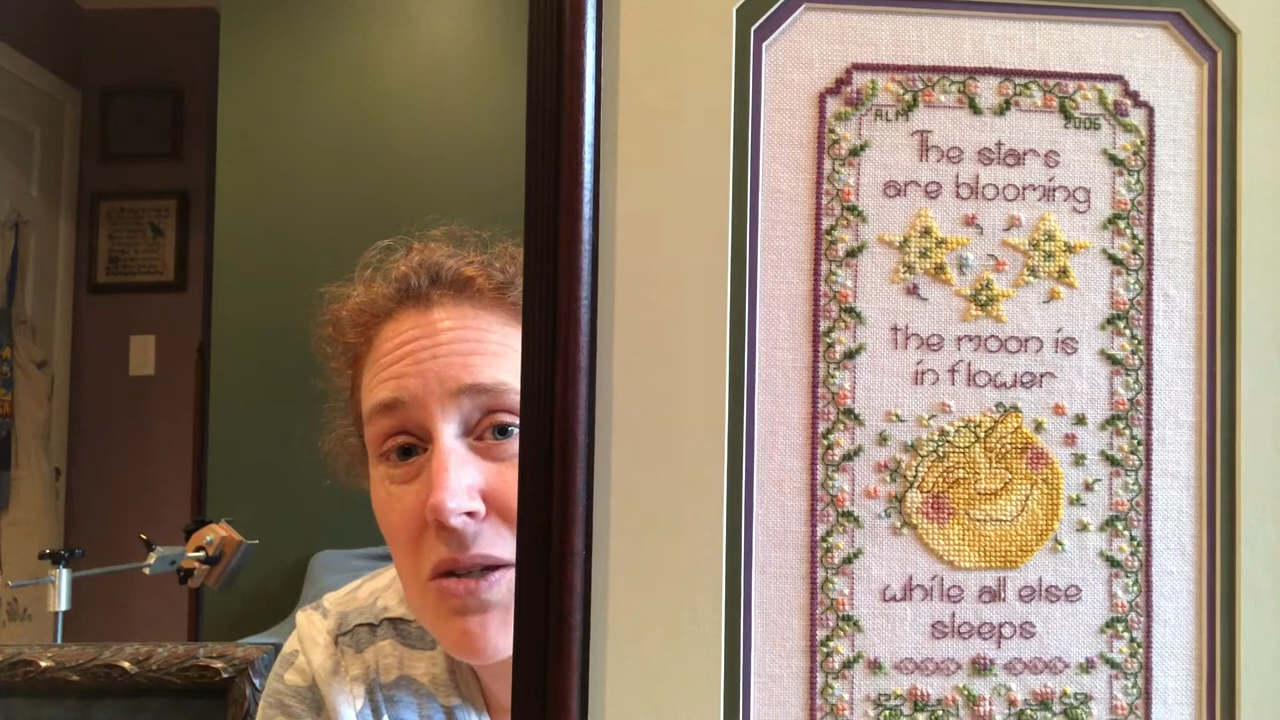 ALM 2006
The stars
are blooming
the moon is
in flower
while all else
sleeps